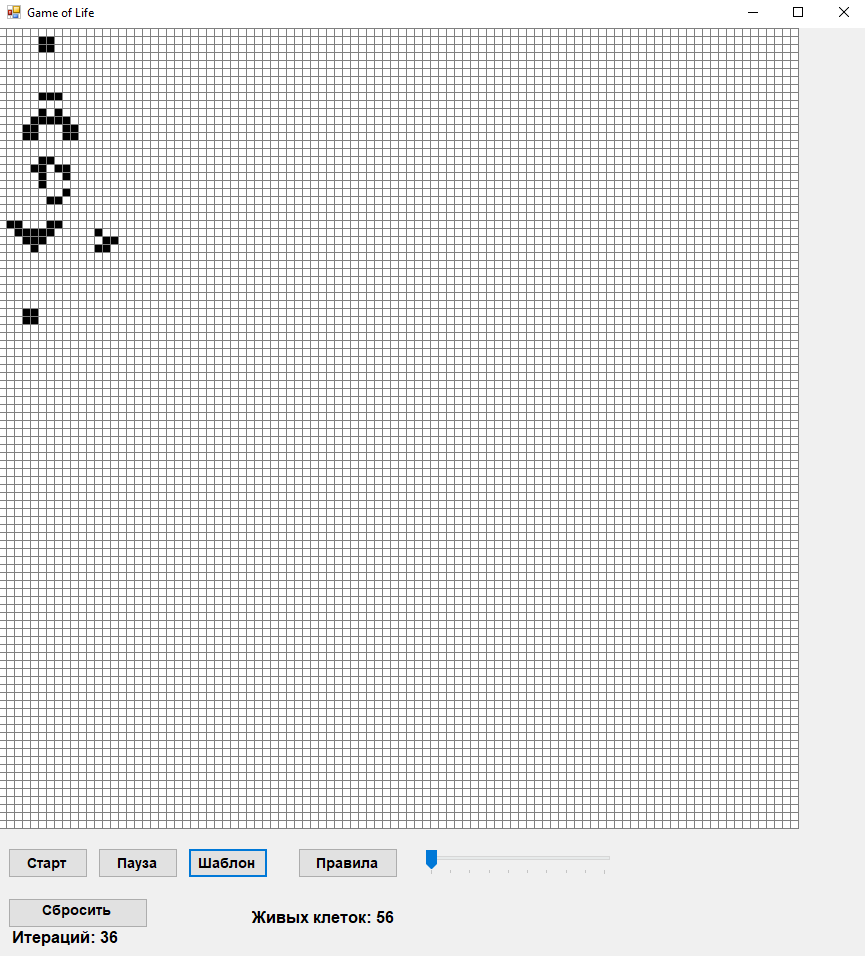 Game of Life
Старт Пауза Шаблон Правила
Сбросить
Живых клеток: 56
Итераций: 36